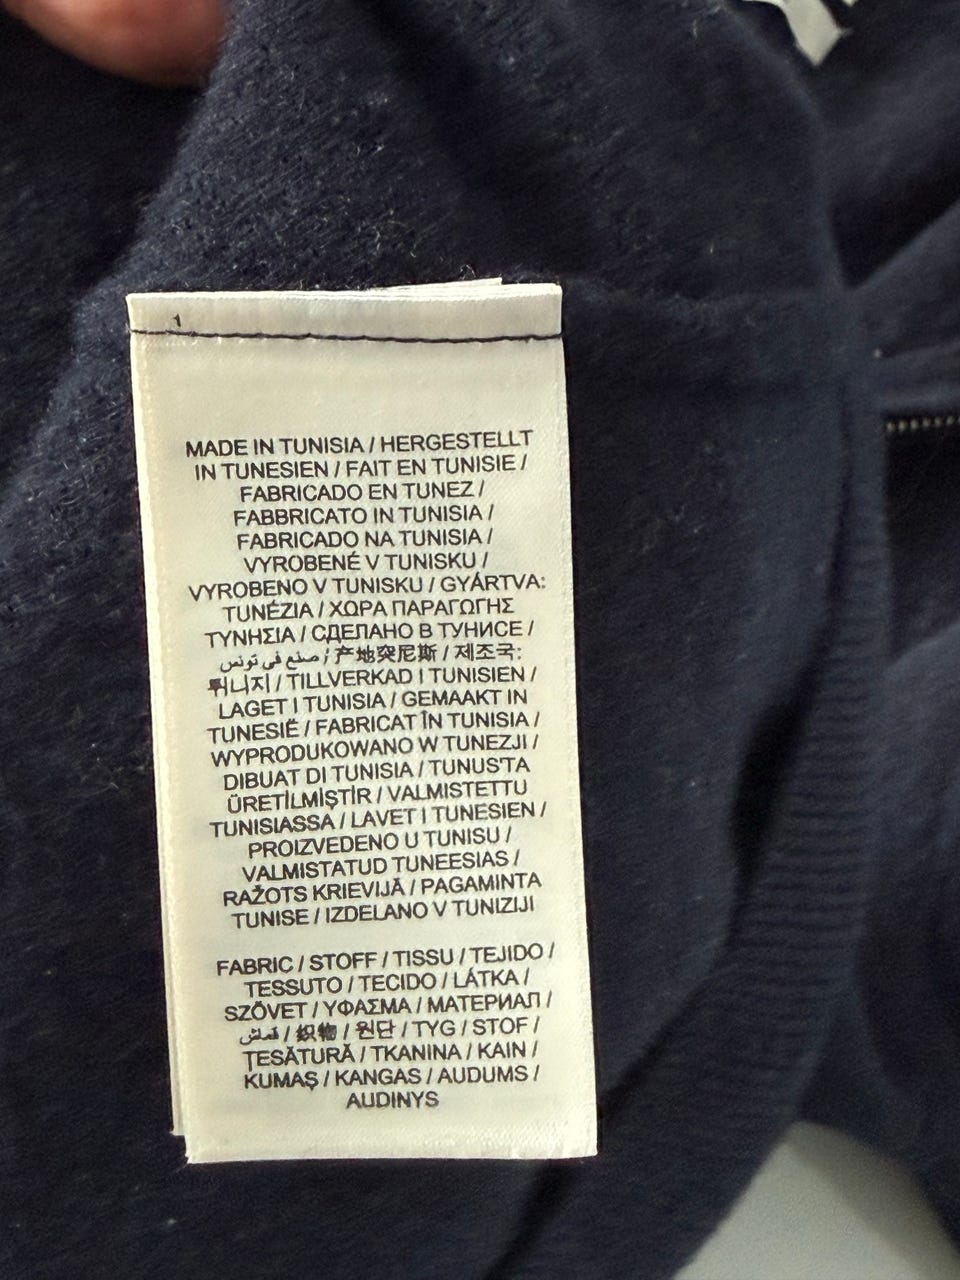 1
MADE IN TUNISIA / HERGESTELLT
IN TUNESIEN / FAIT EN TUNISIE /
FABRICADO EN TUNEZ /
FABBRICATO IN TUNISIA /
FABRICADO NA TUNISIA /
VYROBENÉ V TUNISKU /
VYROBENO V TUNISKU / GYÁRTVA:
TUNÉZIA / ΧΩΡΑ ΠΑΡΑΓΩΓΗΣ
ΤΥΝΗΣΙΑ / СДЕЛАНО В ТУНИСЕ /
صنع في تونس / 产地突尼斯 / 제조국:
튀니지 / TILLVERKAD I TUNISIEN /
LAGET I TUNISIA / GEMAAKT IN
TUNESIË / FABRICAT ÎN TUNISIA /
WYPRODUKOWANO W TUNEZJI /
DIBUAT DI TUNISIA / TUNUS'TA
ÜRETİLMİŞTİR / VALMISTETTU
TUNISIASSA / LAVET I TUNESIEN /
PROIZVEDENO U TUNISU /
VALMISTATUD TUNEESIAS /
RAŽOTS KRIEVIJĀ / PAGAMINTA
TUNISE / IZDELANO V TUNIZIJI
FABRIC / STOFF / TISSU / TEJIDO /
TESSUTO / TECIDO / LÁTKA /
SZÖVET / ΥΦΑΣΜΑ / МАТЕРИАЛ /
قماش / 织物 / 원단 / TYG / STOF /
ȚESĂTURĂ / TKANINA / KAIN /
KUMAŞ / KANGAS / AUDUMS /
AUDINYS